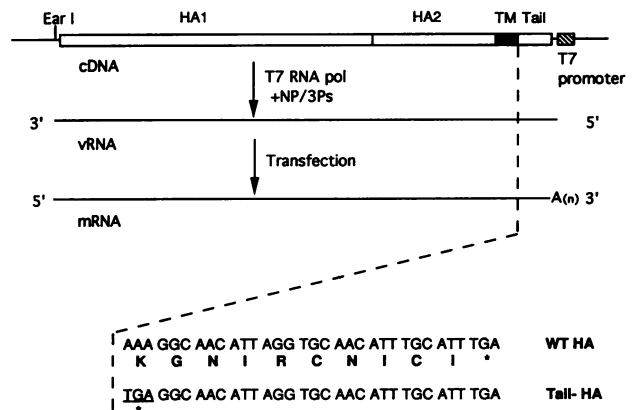 Ear I HA1 HA2 TM Tail
cDNA T7 promoter
T7 RNA pol
+NP/3Ps
3' 5'
vRNA
Transfection
5' A(n) 3'
mRNA
AAA GGC AAC ATT AGG TGC AAC ATT TGC ATT TGA WT HA
K G N I R C N I C I *
TGA GGC AAC ATT AGG TGC AAC ATT TGC ATT TGA Tail- HA
*